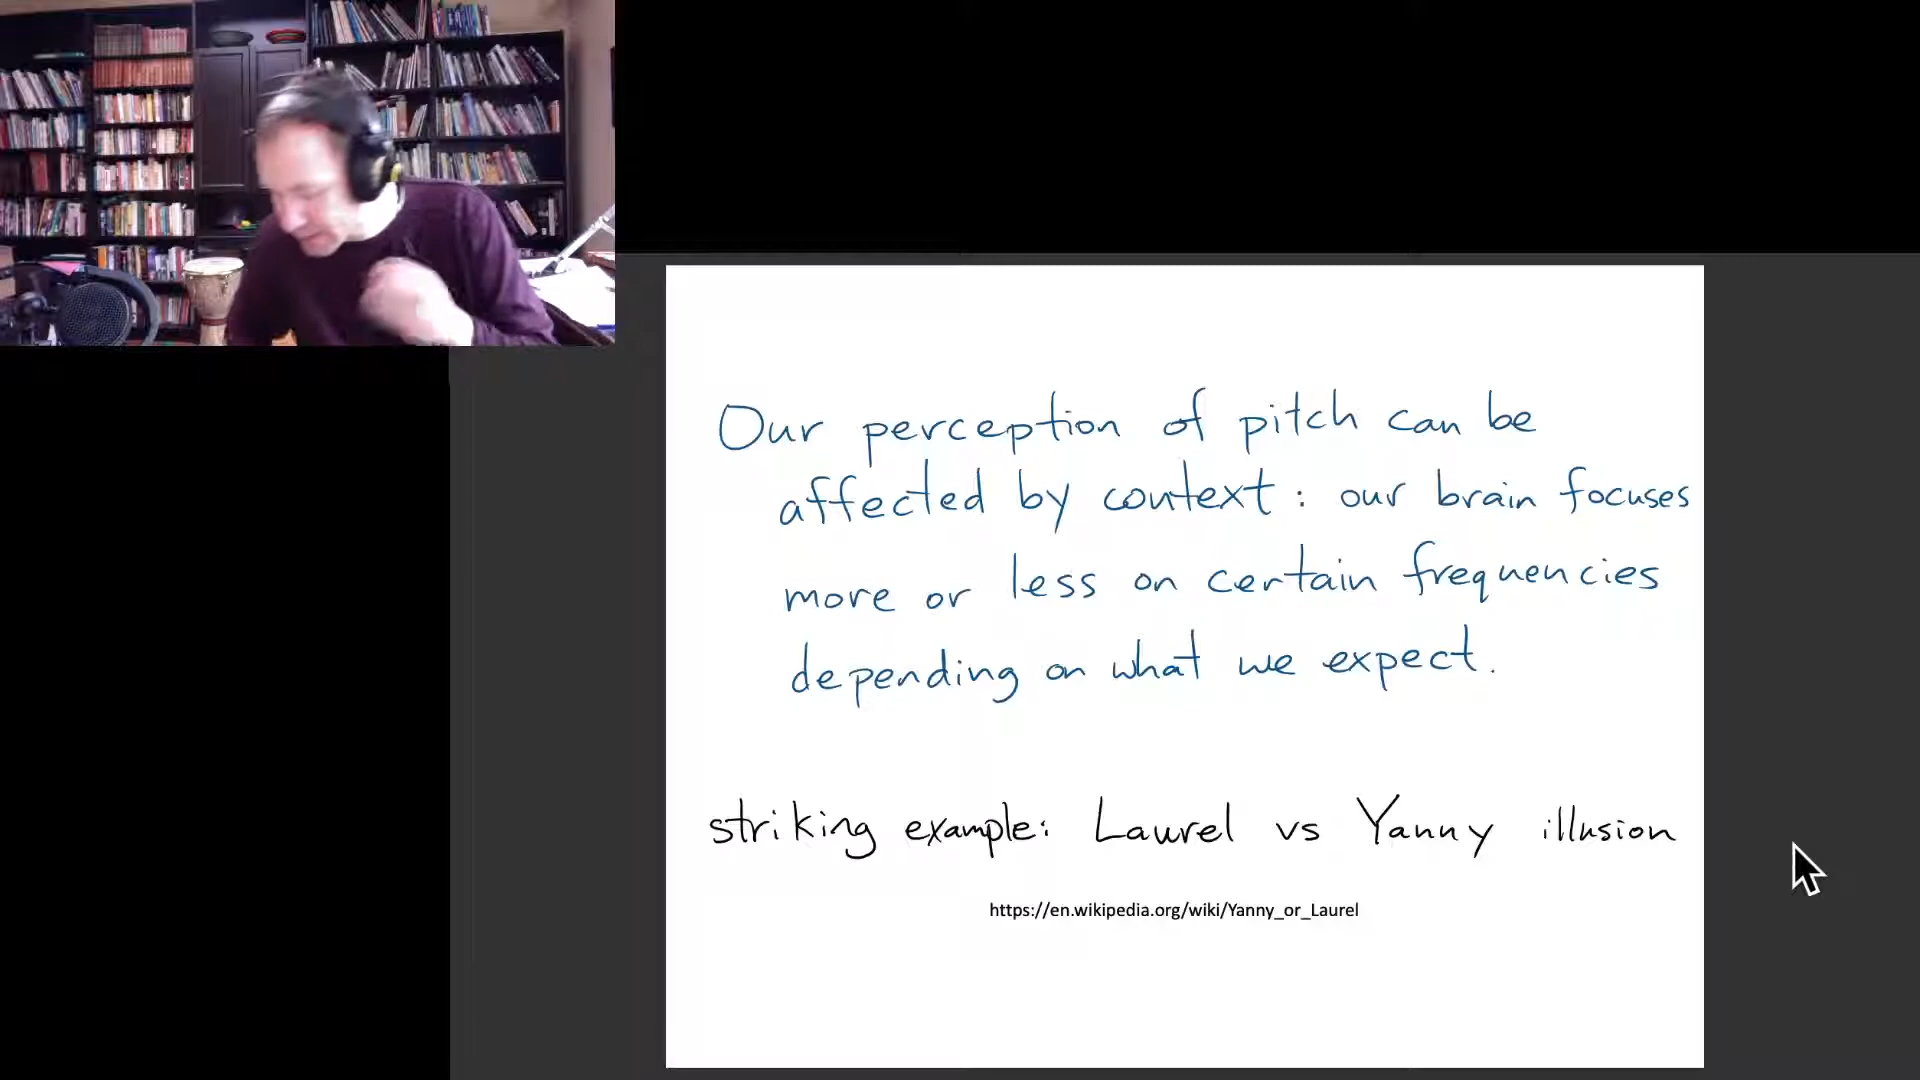 Our perception of pitch can be
affected by context : our brain focuses
more or less on certain frequencies
depending on what we expect.
striking example: Laurel vs Yanny illusion
https://en.wikipedia.org/wiki/Yanny_or_Laurel